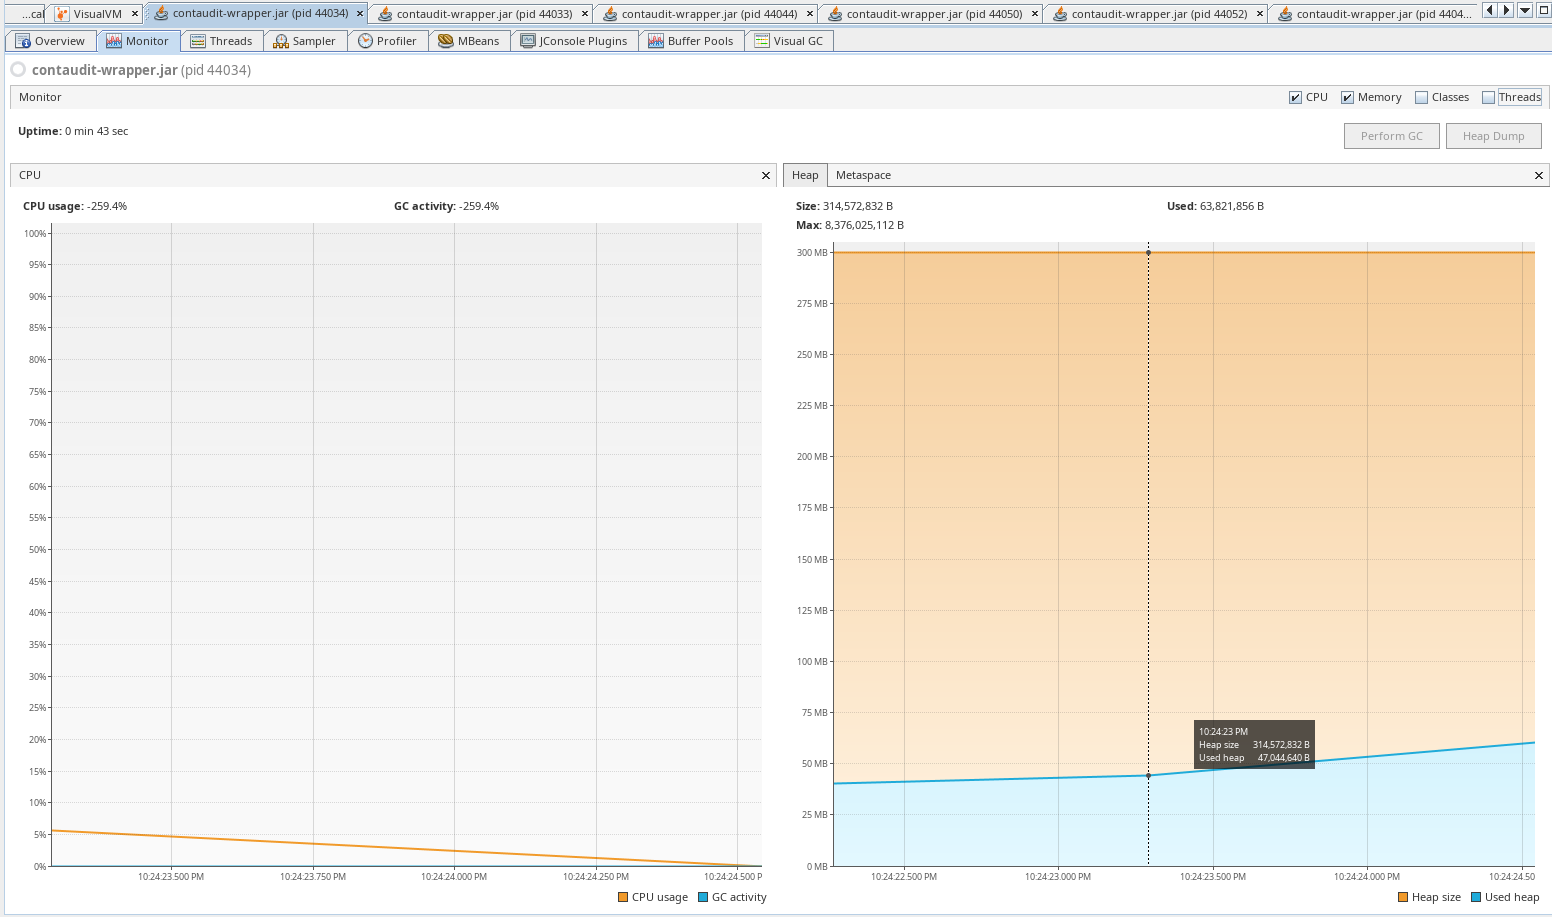 ...cal VisualVM contaudit-wrapper.jar (pid 44034) contaudit-wrapper.jar (pid 44033) contaudit-wrapper.jar (pid 44044) contaudit-wrapper.jar (pid 44050) contaudit-wrapper.jar (pid 44052) contaudit-wrapper.jar (pid 4404...
Overview Monitor Threads Sampler Profiler MBeans JConsole Plugins Buffer Pools Visual GC
contaudit-wrapper.jar (pid 44034)
Monitor CPU Memory Classes Threads
Uptime: 0 min 43 sec
Perform GC Heap Dump
CPU
CPU usage: -259.4% GC activity: -259.4%
100%
95%
90%
85%
80%
75%
70%
65%
60%
55%
50%
45%
40%
35%
30%
25%
20%
15%
10%
5%
0%
10:24:23.500 PM 10:24:23.750 PM 10:24:24.000 PM 10:24:24.250 PM 10:24:24.500 P
CPU usage GC activity
Heap Metaspace
Size: 314,572,832 B Used: 63,821,856 B
Max: 8,376,025,112 B
300 MB
275 MB
250 MB
225 MB
200 MB
175 MB
150 MB
125 MB
100 MB
75 MB
50 MB
25 MB
0 MB
10:24:23 PM
Heap size 314,572,832 B
Used heap 47,044,640 B
10:24:22.500 PM 10:24:23.000 PM 10:24:23.500 PM 10:24:24.000 PM 10:24:24.50
Heap size Used heap